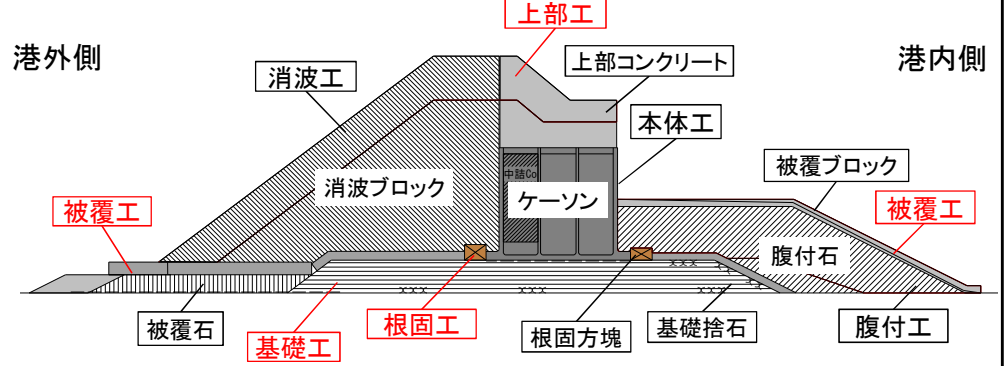 上部工
港外側
港内側
消波工
上部コンクリート
本体工
被覆ブロック
中詰Co
消波ブロック
ケーソン
被覆工
被覆工
腹付石
被覆石
基礎工
根固工
根固方塊
基礎捨石
腹付工